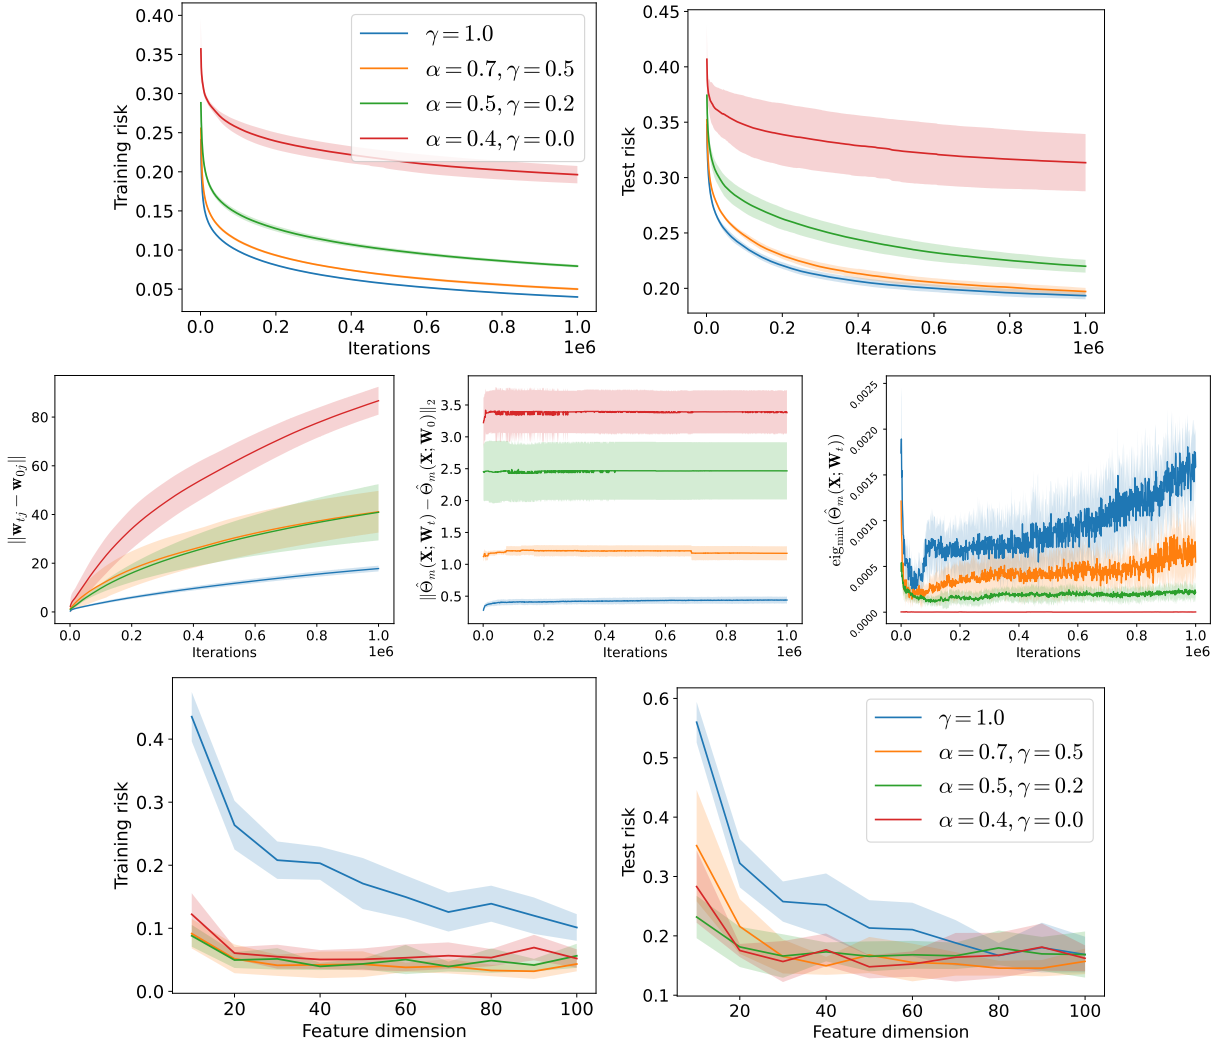 0.40
0.35
0.30
0.25
0.20
0.15
0.10
0.05
Training risk
γ = 1.0
α = 0.7, γ = 0.5
α = 0.5, γ = 0.2
α = 0.4, γ = 0.0
0.0 0.2 0.4 0.6 0.8 1.0
Iterations
1e6
0.45
0.40
0.35
0.30
0.25
0.20
Test risk
0.0 0.2 0.4 0.6 0.8 1.0
Iterations
1e6
80
60
40
20
0
||w_{tj} − w_{0j}||
0.0 0.2 0.4 0.6 0.8 1.0
Iterations
1e6
3.5
3.0
2.5
2.0
1.5
1.0
0.5
||Θ̂_m(X; W_t) − Θ̂_m(X; W_0)||_2
0.0 0.2 0.4 0.6 0.8 1.0
Iterations
1e6
0.0025
0.0020
0.0015
0.0010
0.0005
0.0000
eig_min(Θ̂_m(X; W_t))
0.0 0.2 0.4 0.6 0.8 1.0
Iterations
1e6
0.4
0.3
0.2
0.1
0.0
Training risk
20 40 60 80 100
Feature dimension
0.6
0.5
0.4
0.3
0.2
0.1
Test risk
γ = 1.0
α = 0.7, γ = 0.5
α = 0.5, γ = 0.2
α = 0.4, γ = 0.0
20 40 60 80 100
Feature dimension